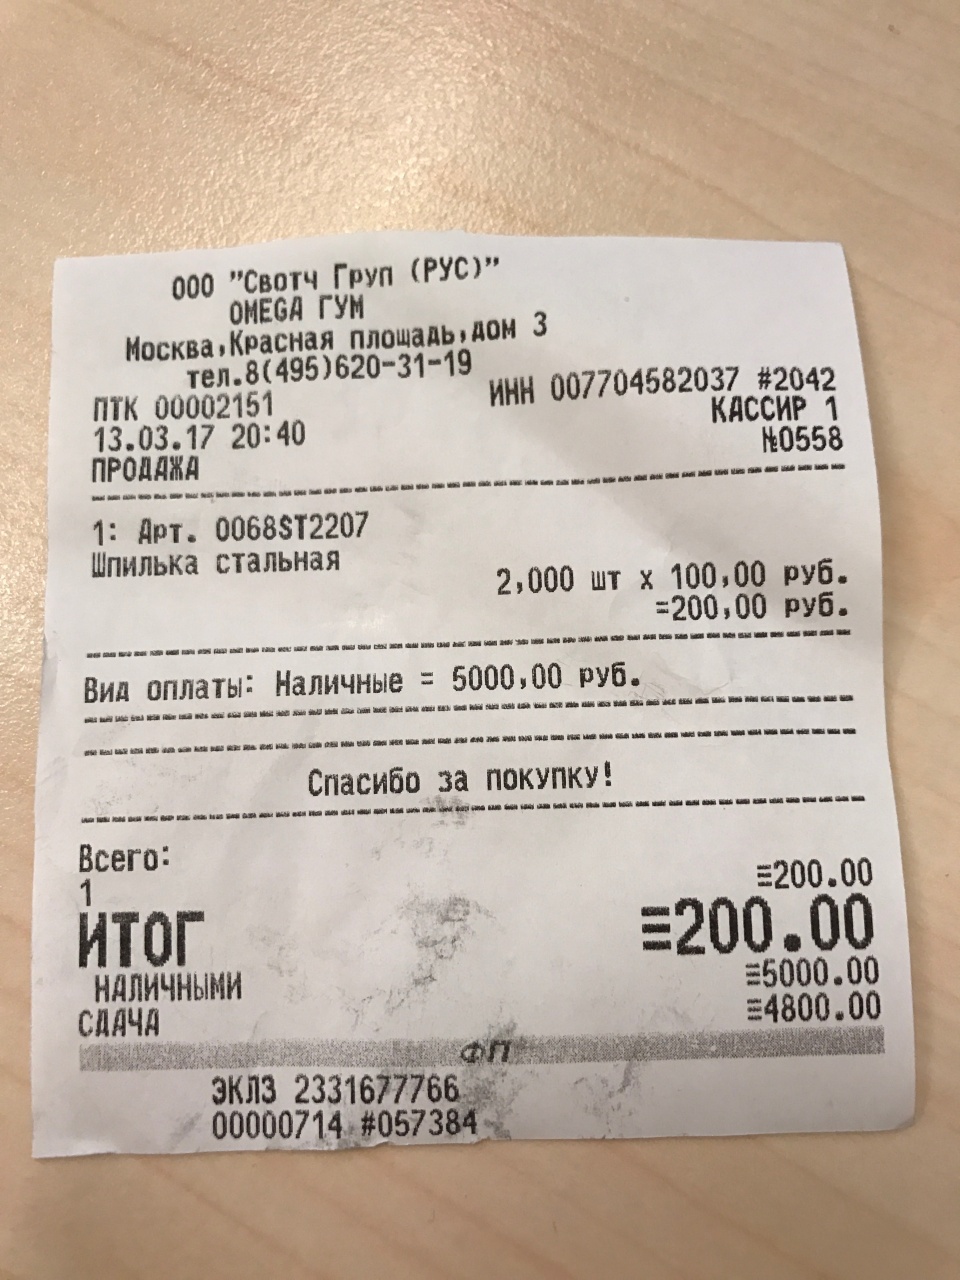 ООО "Свотч Груп (РУС)"
OMEGA ГУМ
Москва,Красная площадь,дом 3
тел.8(495)620-31-19
ПТК 00002151 ИНН 007704582037 #2042
13.03.17 20:40 КАССИР 1
ПРОДАЖА №0558
1: Арт. 0068ST2207
Шпилька стальная
2,000 шт х 100,00 руб.
=200,00 руб.
Вид оплаты: Наличные = 5000,00 руб.
Спасибо за покупку!
Всего:
1 ≡200.00
ИТОГ ≡200.00
НАЛИЧНЫМИ ≡5000.00
СДАЧА ≡4800.00
ФП
ЭКЛЗ 2331677766
00000714 #057384